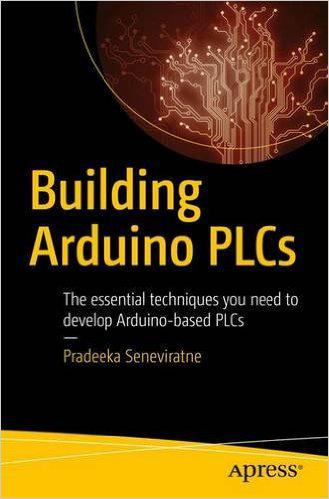 Building
Arduino PLCs
The essential techniques you need to
develop Arduino-based PLCs
—
Pradeeka Seneviratne
Apress®